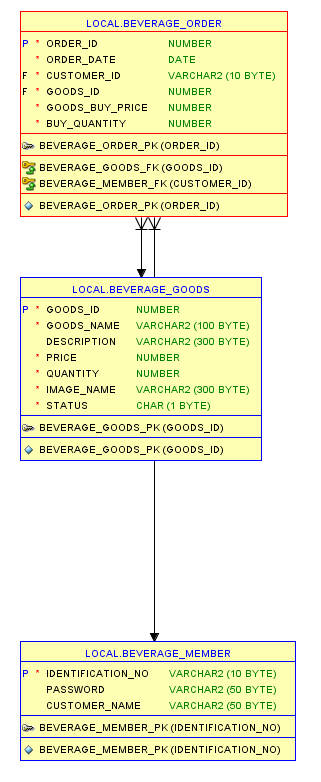 LOCAL.BEVERAGE_ORDER
P * ORDER_ID NUMBER
* ORDER_DATE DATE
F * CUSTOMER_ID VARCHAR2 (10 BYTE)
F * GOODS_ID NUMBER
* GOODS_BUY_PRICE NUMBER
* BUY_QUANTITY NUMBER
BEVERAGE_ORDER_PK (ORDER_ID)
BEVERAGE_GOODS_FK (GOODS_ID)
BEVERAGE_MEMBER_FK (CUSTOMER_ID)
BEVERAGE_ORDER_PK (ORDER_ID)
LOCAL.BEVERAGE_GOODS
P * GOODS_ID NUMBER
* GOODS_NAME VARCHAR2 (100 BYTE)
DESCRIPTION VARCHAR2 (300 BYTE)
* PRICE NUMBER
* QUANTITY NUMBER
* IMAGE_NAME VARCHAR2 (300 BYTE)
* STATUS CHAR (1 BYTE)
BEVERAGE_GOODS_PK (GOODS_ID)
BEVERAGE_GOODS_PK (GOODS_ID)
LOCAL.BEVERAGE_MEMBER
P * IDENTIFICATION_NO VARCHAR2 (10 BYTE)
PASSWORD VARCHAR2 (50 BYTE)
CUSTOMER_NAME VARCHAR2 (50 BYTE)
BEVERAGE_MEMBER_PK (IDENTIFICATION_NO)
BEVERAGE_MEMBER_PK (IDENTIFICATION_NO)